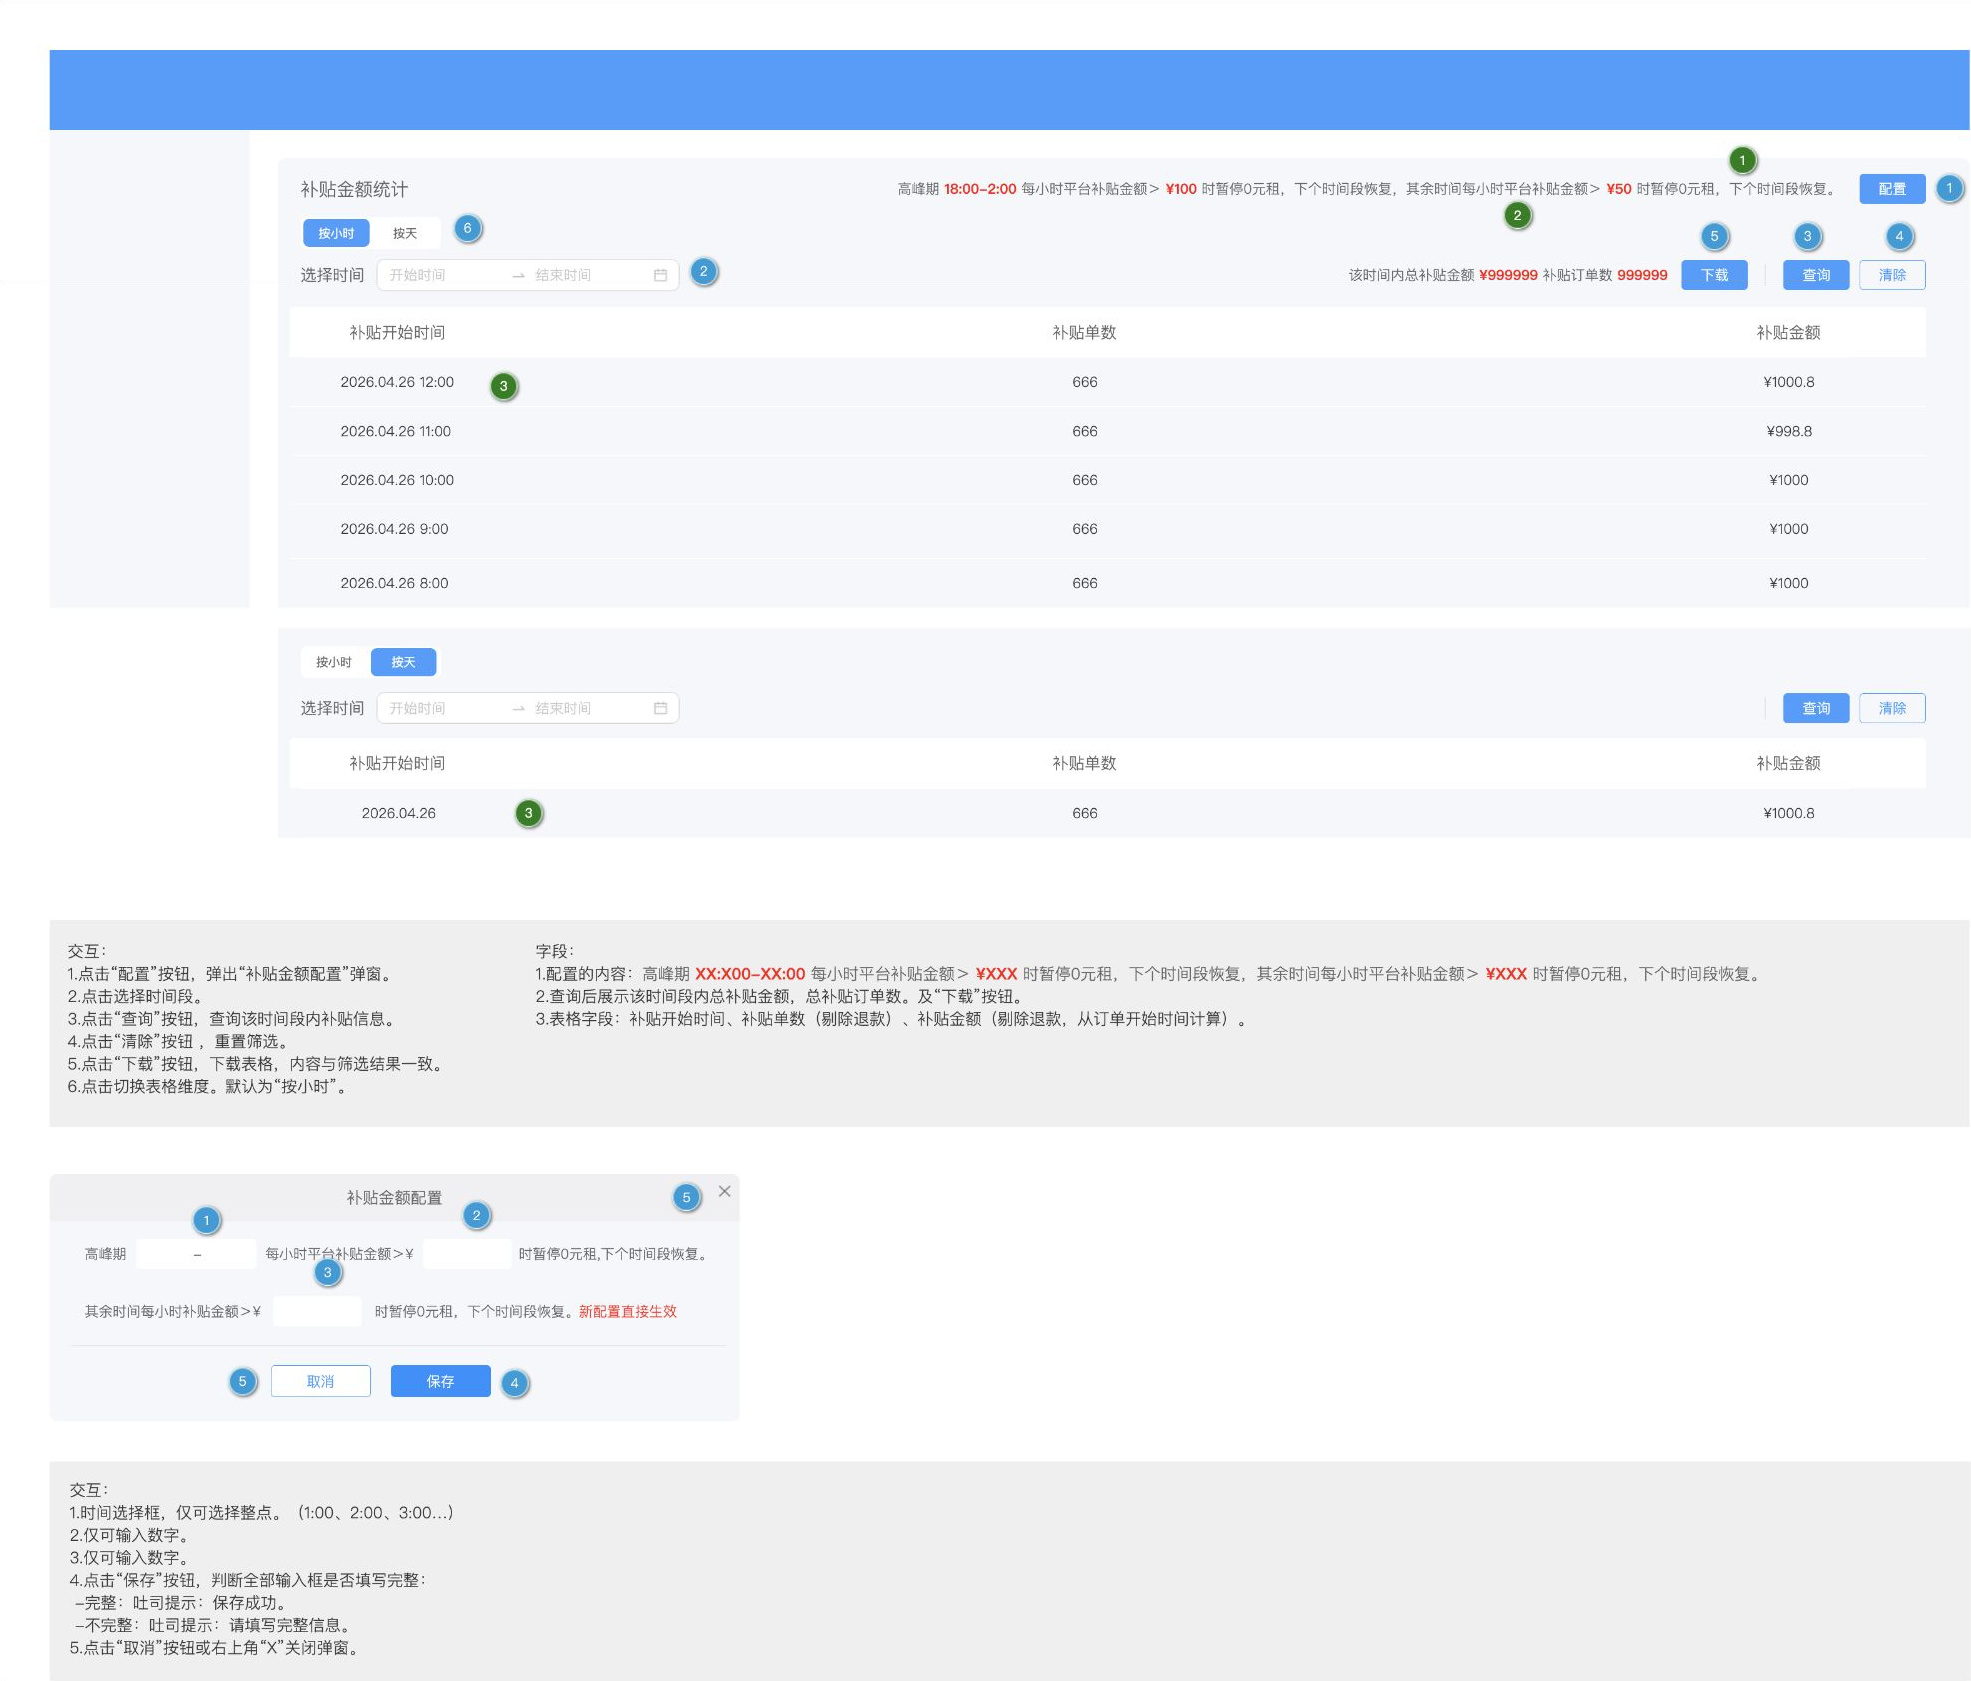 1
补贴金额统计
高峰期 18:00-2:00 每小时平台补贴金额> ¥100 时暂停0元租，下个时间段恢复，其余时间每小时平台补贴金额> ¥50 时暂停0元租，下个时间段恢复。
配置
1
2
按小时
按天
6
5
3
4
选择时间
开始时间
结束时间
2
该时间内总补贴金额 ¥999999 补贴订单数 999999
下载
查询
清除
补贴开始时间 补贴单数 补贴金额
2026.04.26 12:00 3 666 ¥1000.8
2026.04.26 11:00 666 ¥998.8
2026.04.26 10:00 666 ¥1000
2026.04.26 9:00 666 ¥1000
2026.04.26 8:00 666 ¥1000
按小时
按天
选择时间
开始时间
结束时间
查询
清除
补贴开始时间 补贴单数 补贴金额
2026.04.26 3 666 ¥1000.8
交互：
1.点击“配置”按钮，弹出“补贴金额配置”弹窗。
2.点击选择时间段。
3.点击“查询”按钮，查询该时间段内补贴信息。
4.点击“清除”按钮 ，重置筛选。
5.点击“下载”按钮，下载表格，内容与筛选结果一致。
6.点击切换表格维度。默认为“按小时”。
字段：
1.配置的内容：高峰期 XX:X00-XX:00 每小时平台补贴金额> ¥XXX 时暂停0元租，下个时间段恢复，其余时间每小时平台补贴金额> ¥XXX 时暂停0元租，下个时间段恢复。
2.查询后展示该时间段内总补贴金额，总补贴订单数。及“下载”按钮。
3.表格字段：补贴开始时间、补贴单数（剔除退款）、补贴金额（剔除退款，从订单开始时间计算）。
补贴金额配置
5
1
2
高峰期 – 每小时平台补贴金额>¥ 时暂停0元租,下个时间段恢复。
3
其余时间每小时补贴金额>¥ 时暂停0元租，下个时间段恢复。新配置直接生效
5
取消
保存
4
交互：
1.时间选择框，仅可选择整点。（1:00、2:00、3:00...）
2.仅可输入数字。
3.仅可输入数字。
4.点击“保存”按钮，判断全部输入框是否填写完整：
–完整：吐司提示：保存成功。
–不完整：吐司提示：请填写完整信息。
5.点击“取消”按钮或右上角“X”关闭弹窗。